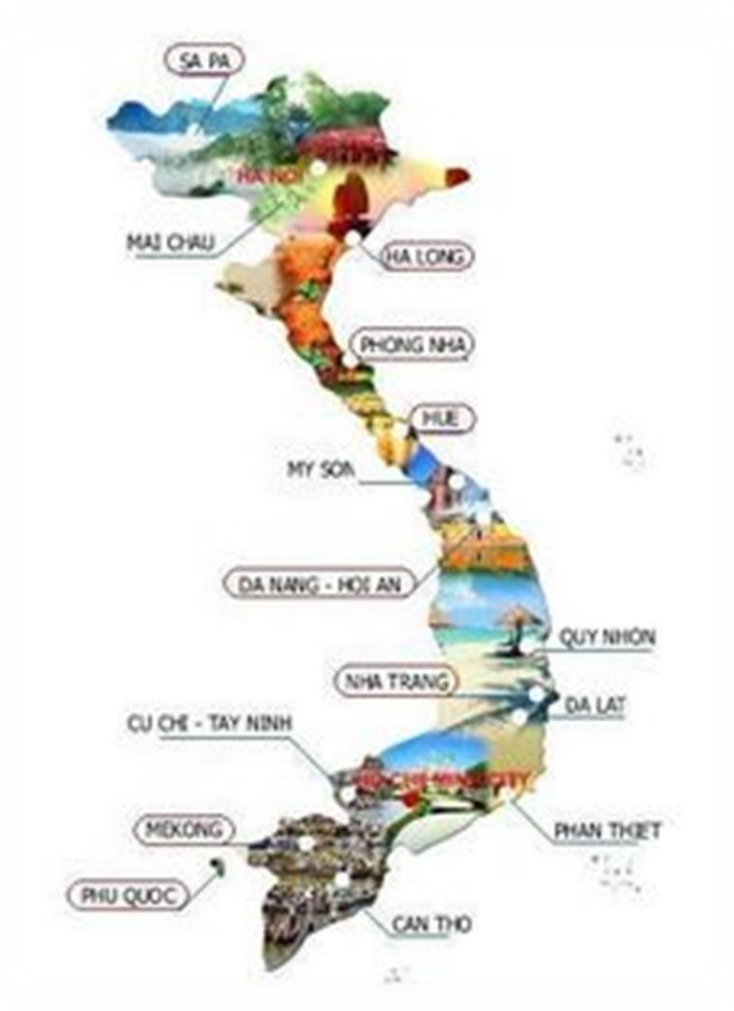 SA PA
HA NOI
MAI CHAU
HA LONG
PHONG NHA
HUE
MY SON
DA NANG - HOI AN
QUY NHON
NHA TRANG
DA LAT
CU CHI - TAY NINH
HO CHI MINH CITY
MEKONG
PHAN THIET
PHU QUOC
CAN THO